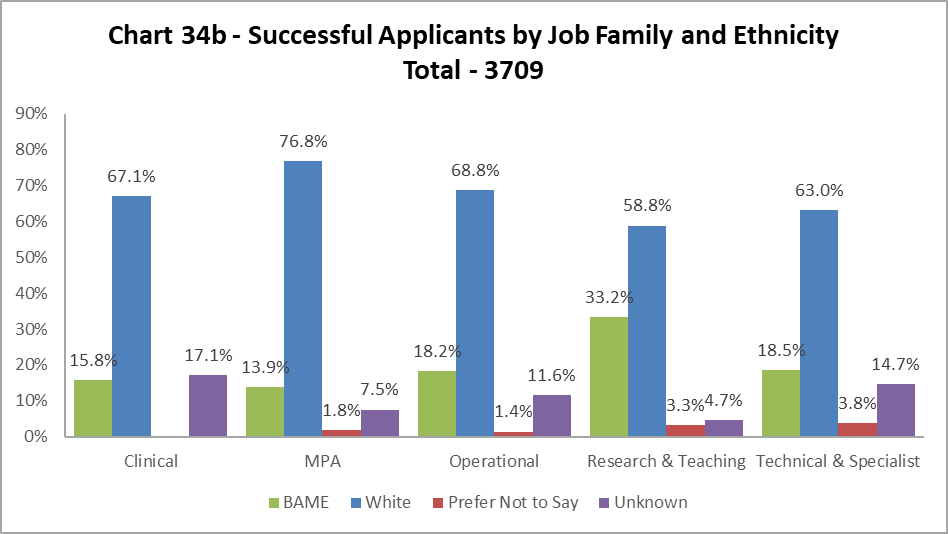 Chart 34b - Successful Applicants by Job Family and Ethnicity
Total - 3709
90%
80%
70%
60%
50%
40%
30%
20%
10%
0%
15.8%
67.1%
17.1%
13.9%
76.8%
1.8%
7.5%
18.2%
68.8%
1.4%
11.6%
33.2%
58.8%
3.3%
4.7%
18.5%
63.0%
3.8%
14.7%
Clinical
MPA
Operational
Research & Teaching
Technical & Specialist
BAME
White
Prefer Not to Say
Unknown